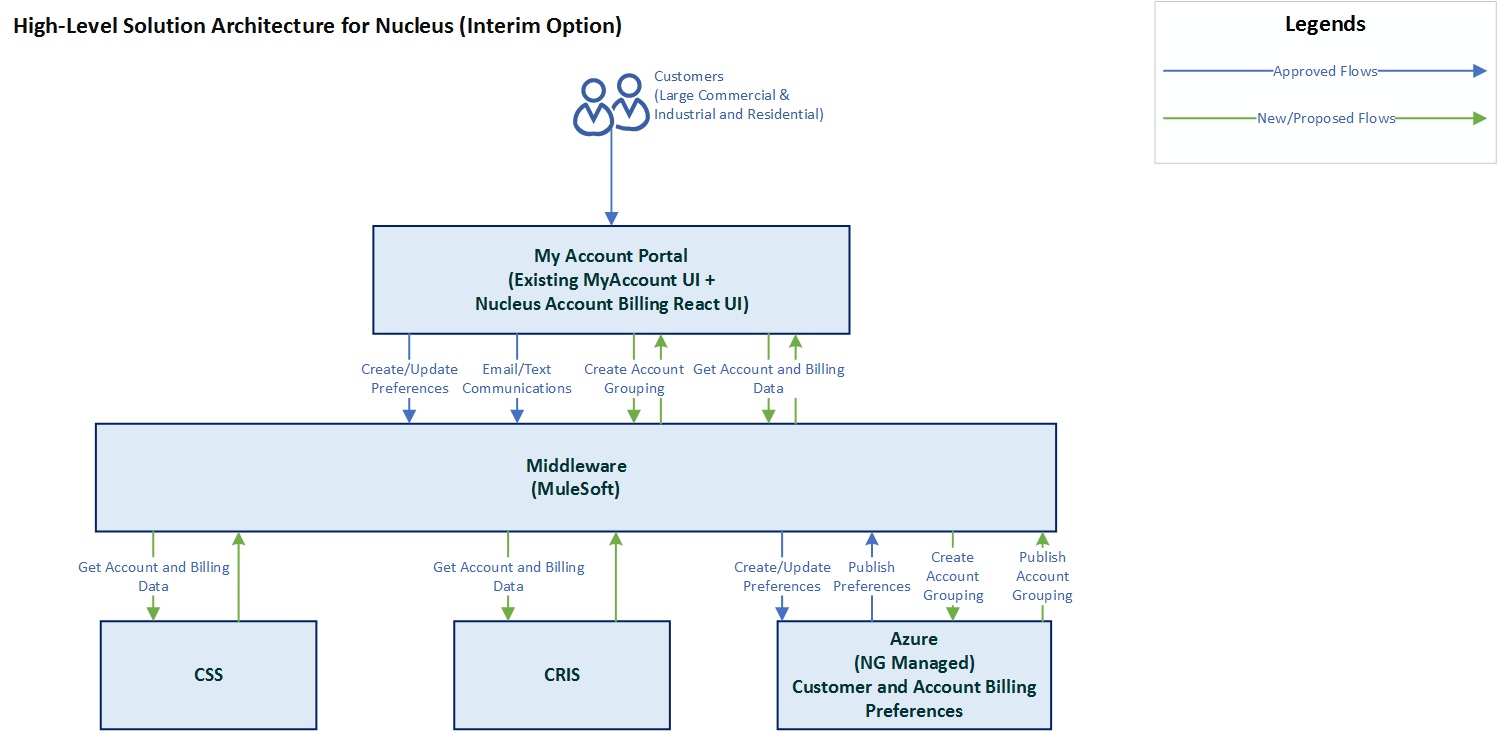 High-Level Solution Architecture for Nucleus (Interim Option)
Legends
Approved Flows
New/Proposed Flows
Customers
(Large Commercial &
Industrial and Residential)
My Account Portal
(Existing MyAccount UI +
Nucleus Account Billing React UI)
Create/Update
Preferences
Email/Text
Communications
Create Account
Grouping
Get Account and Billing
Data
Middleware
(MuleSoft)
Get Account and Billing
Data
Get Account and Billing
Data
Create/Update
Preferences
Publish
Preferences
Create
Account
Grouping
Publish
Account
Grouping
CSS
CRIS
Azure
(NG Managed)
Customer and Account Billing
Preferences